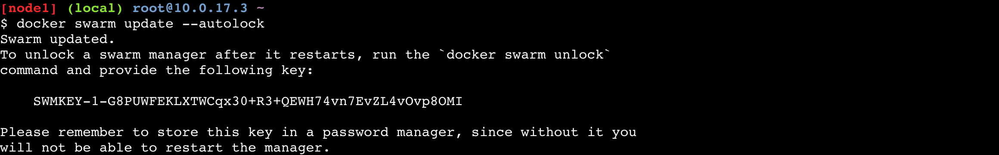 [node1] (local) root@10.0.17.3 ~
$ docker swarm update --autolock
Swarm updated.
To unlock a swarm manager after it restarts, run the `docker swarm unlock`
command and provide the following key:
SWMKEY-1-G8PUWFEKLXTWCqx30+R3+QEWH74vn7EvZL4vOvp8OMI
Please remember to store this key in a password manager, since without it you
will not be able to restart the manager.